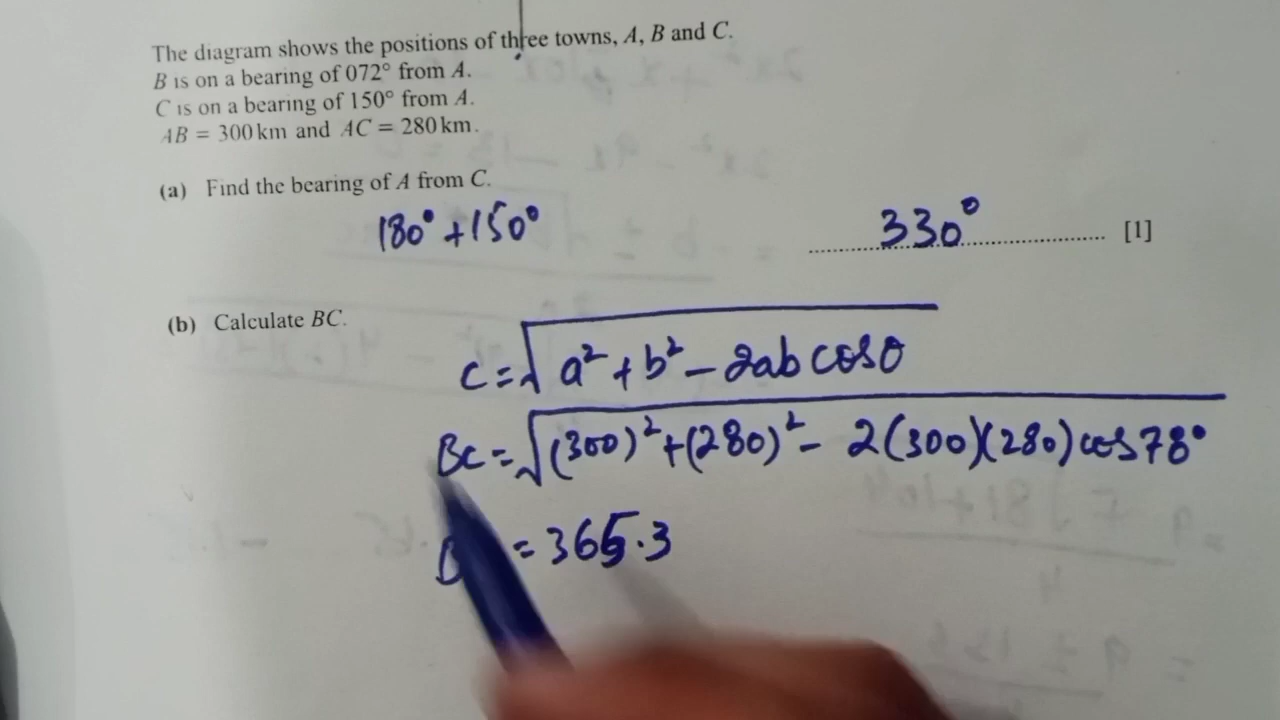 The diagram shows the positions of three towns, A, B and C.
B is on a bearing of 072° from A.
C is on a bearing of 150° from A.
AB = 300 km and AC = 280 km.
(a) Find the bearing of A from C.
180° + 150°
330° [1]
(b) Calculate BC.
c = √a² + b² - 2ab cosθ
BC = √(300)² + (280)² - 2(300)(280) cos 78°
B = 365.3